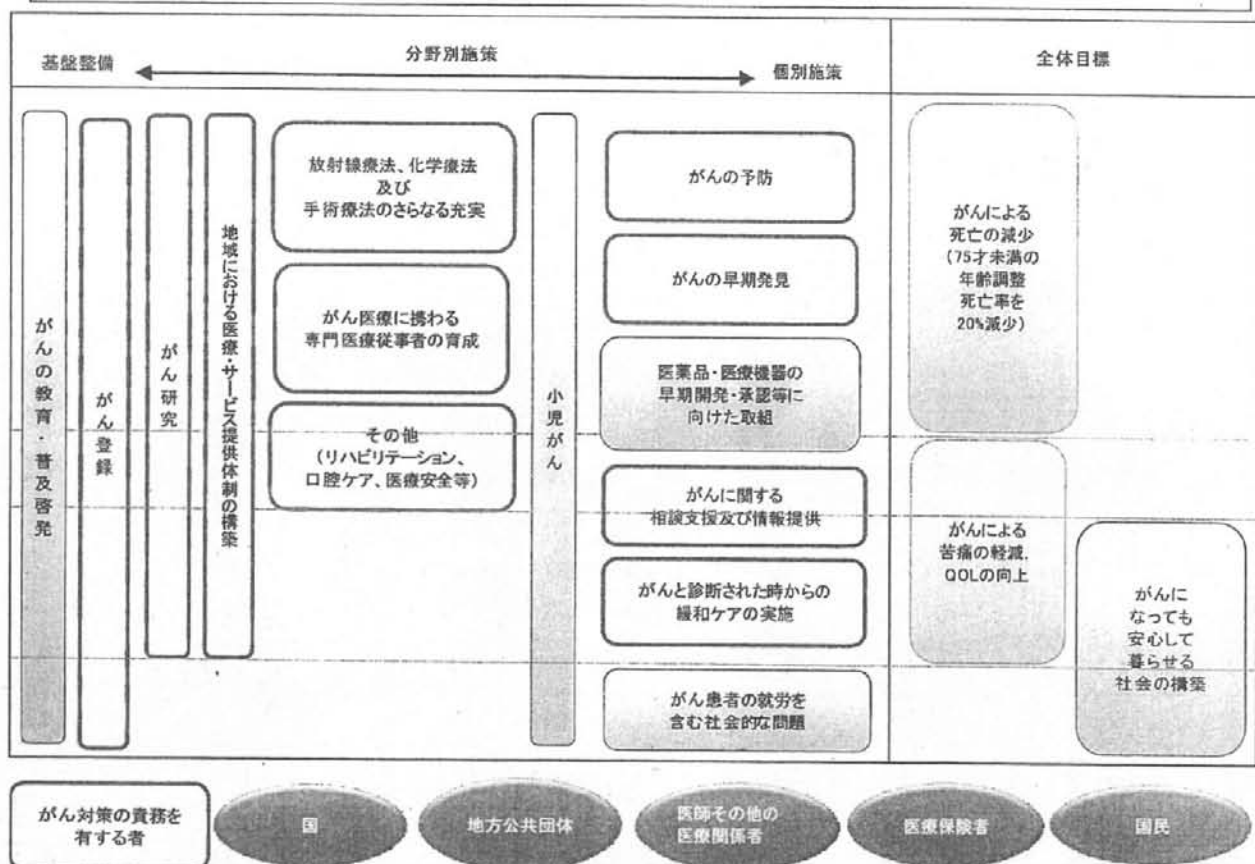 基盤整備
分野別施策
個別施策
全体目標
がんの教育・普及啓発
がん登録
がん研究
地域における医療・サービス提供体制の構築
放射線療法、化学療法
及び
手術療法のさらなる充実
がん医療に携わる
専門医療従事者の育成
その他
(リハビリテーション、
口腔ケア、医療安全等)
小児がん
がんの予防
がんの早期発見
医薬品・医療機器の
早期開発・承認等に
向けた取組
がんに関する
相談支援及び情報提供
がんと診断された時からの
緩和ケアの実施
がん患者の就労を
含む社会的な問題
がんによる
死亡の減少
(75才未満の
年齢調整
死亡率を
20%減少)
がんによる
苦痛の軽減、
QOLの向上
がんに
なっても
安心して
暮らせる
社会の構築
がん対策の責務を
有する者
国
地方公共団体
医師その他の
医療関係者
医療保険者
国民